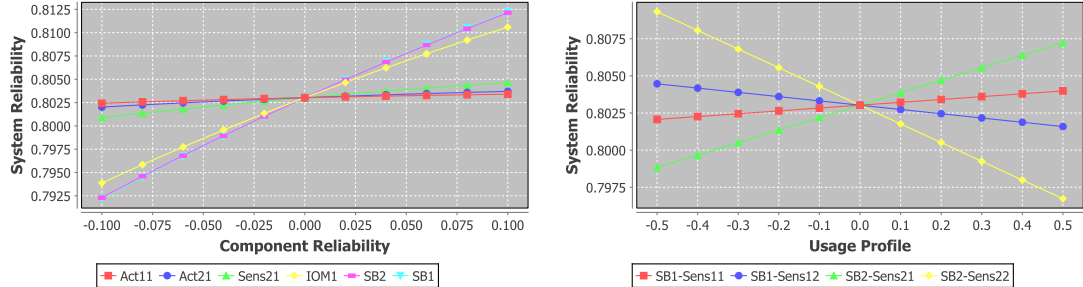 System Reliability
0.8125
0.8100
0.8075
0.8050
0.8025
0.8000
0.7975
0.7950
0.7925
-0.100 -0.075 -0.050 -0.025 0.000 0.025 0.050 0.075 0.100
Component Reliability
Act11 Act21 Sens21 IOM1 SB2 SB1
System Reliability
0.8075
0.8050
0.8025
0.8000
0.7975
-0.5 -0.4 -0.3 -0.2 -0.1 0.0 0.1 0.2 0.3 0.4 0.5
Usage Profile
SB1-Sens11 SB1-Sens12 SB2-Sens21 SB2-Sens22